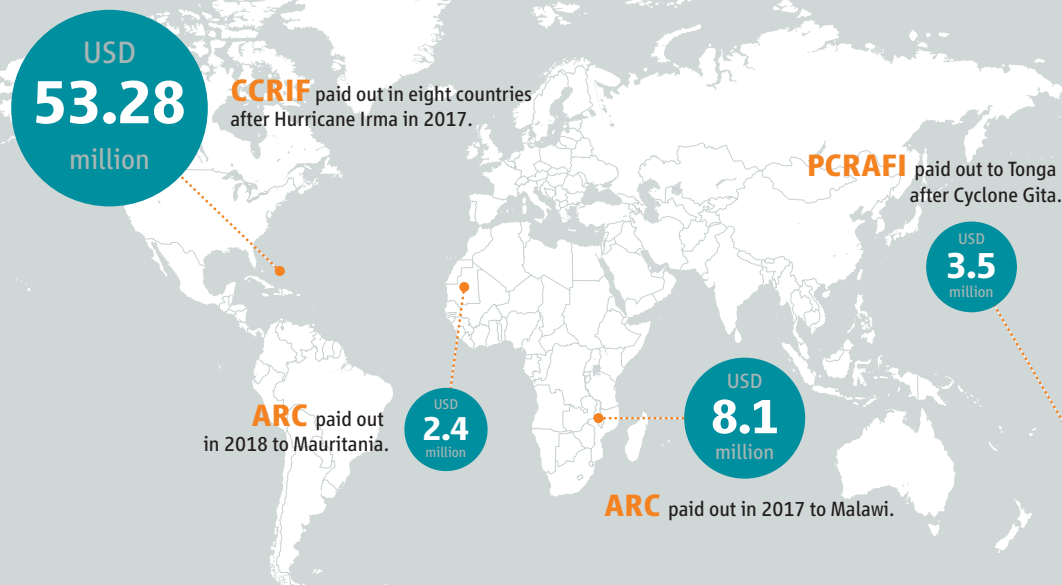 USD
53.28
million
CCRIF paid out in eight countries
after Hurricane Irma in 2017.
PCRAFI paid out to Tonga
after Cyclone Gita.
USD
3.5
million
ARC paid out
in 2018 to Mauritania.
USD
2.4
million
USD
8.1
million
ARC paid out in 2017 to Malawi.